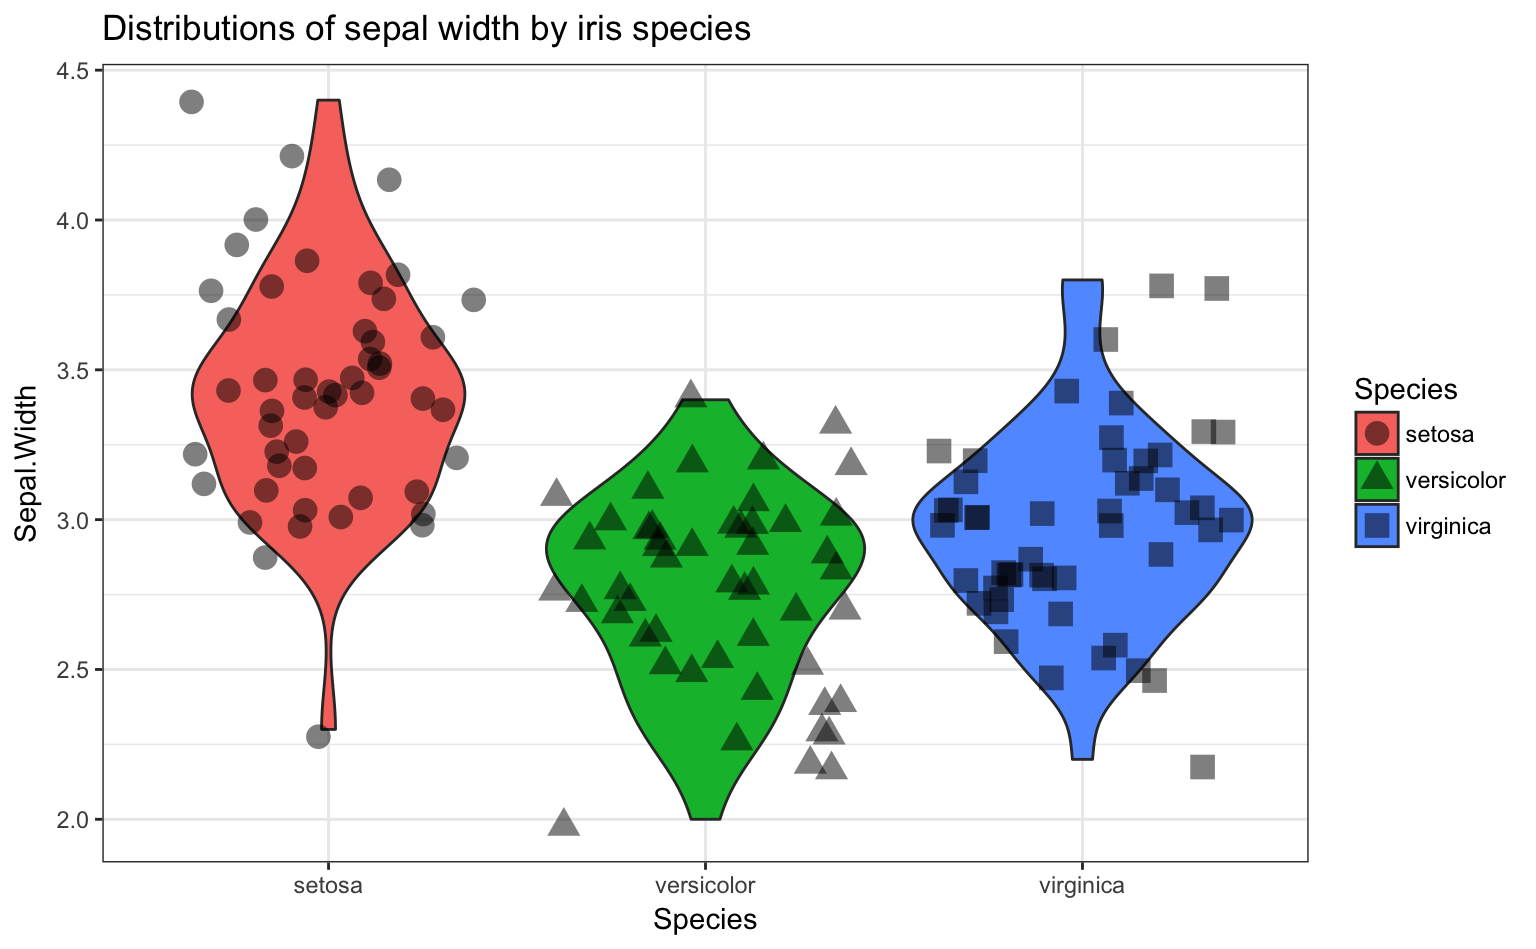 Distributions of sepal width by iris species
4.5
4.0
3.5
3.0
2.5
2.0
Sepal.Width
setosa
versicolor
virginica
Species
Species
setosa
versicolor
virginica